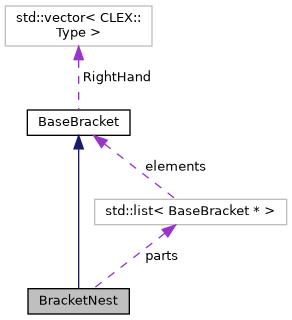 std::vector< CLEX::
Type >
RightHand
BaseBracket
elements
std::list< BaseBracket * >
parts
BracketNest